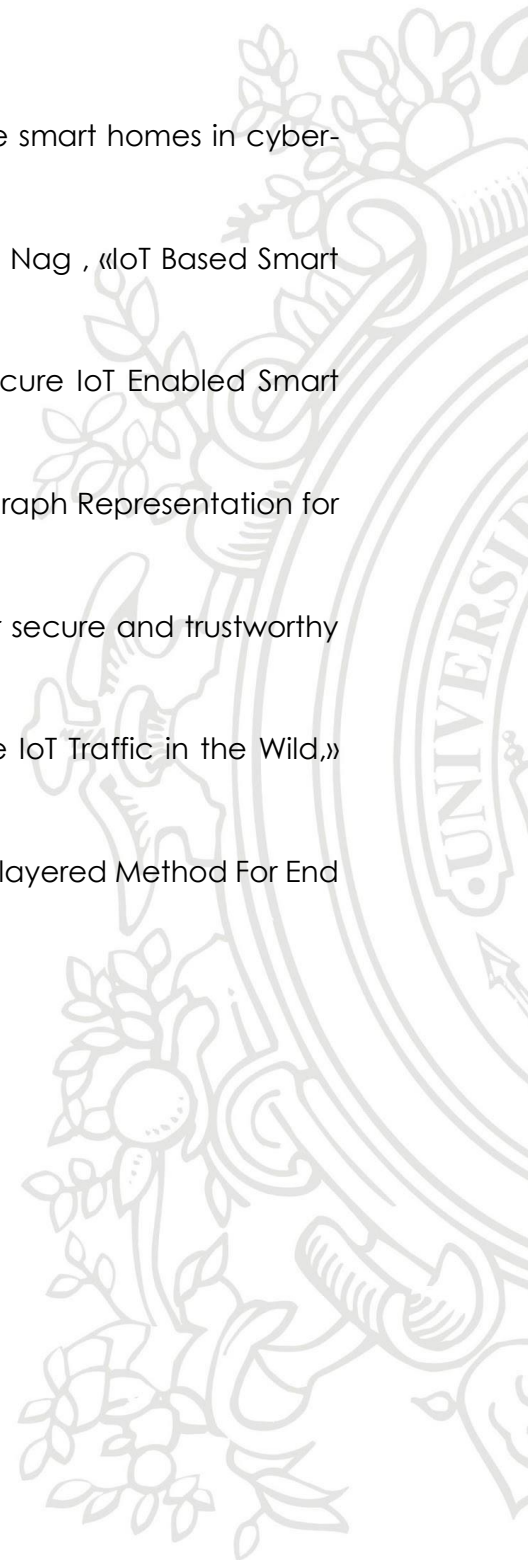 e smart homes in cyber-
Nag , «IoT Based Smart
cure IoT Enabled Smart
raph Representation for
r secure and trustworthy
e IoT Traffic in the Wild,»
layered Method For End
UNIVERSI